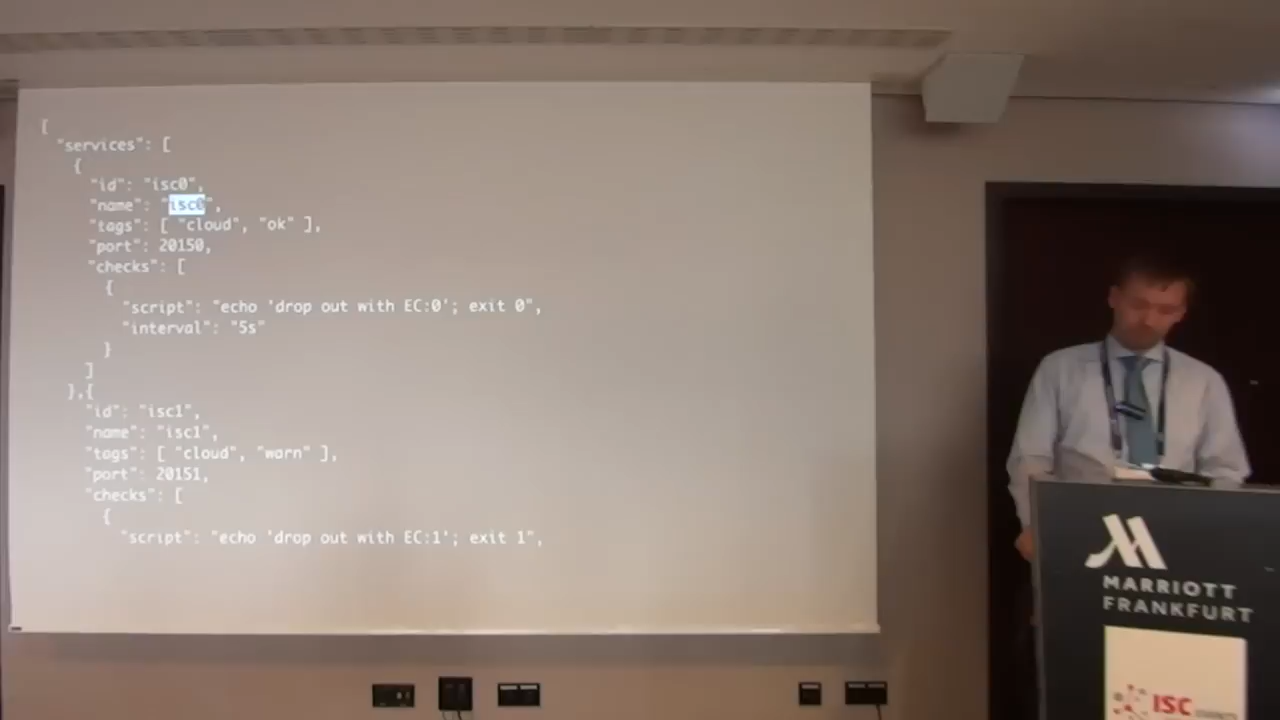 {
"services": [
{
"id": "isc0",
"name": "isc0",
"tags": [ "cloud", "ok" ],
"port": 20150,
"checks": [
{
"script": "echo 'drop out with EC:0'; exit 0",
"interval": "5s"
}
]
},{
"id": "isc1",
"name": "isc1",
"tags": [ "cloud", "warn" ],
"port": 20151,
"checks": [
{
"script": "echo 'drop out with EC:1'; exit 1",
MARRIOTT
FRANKFURT
ISC